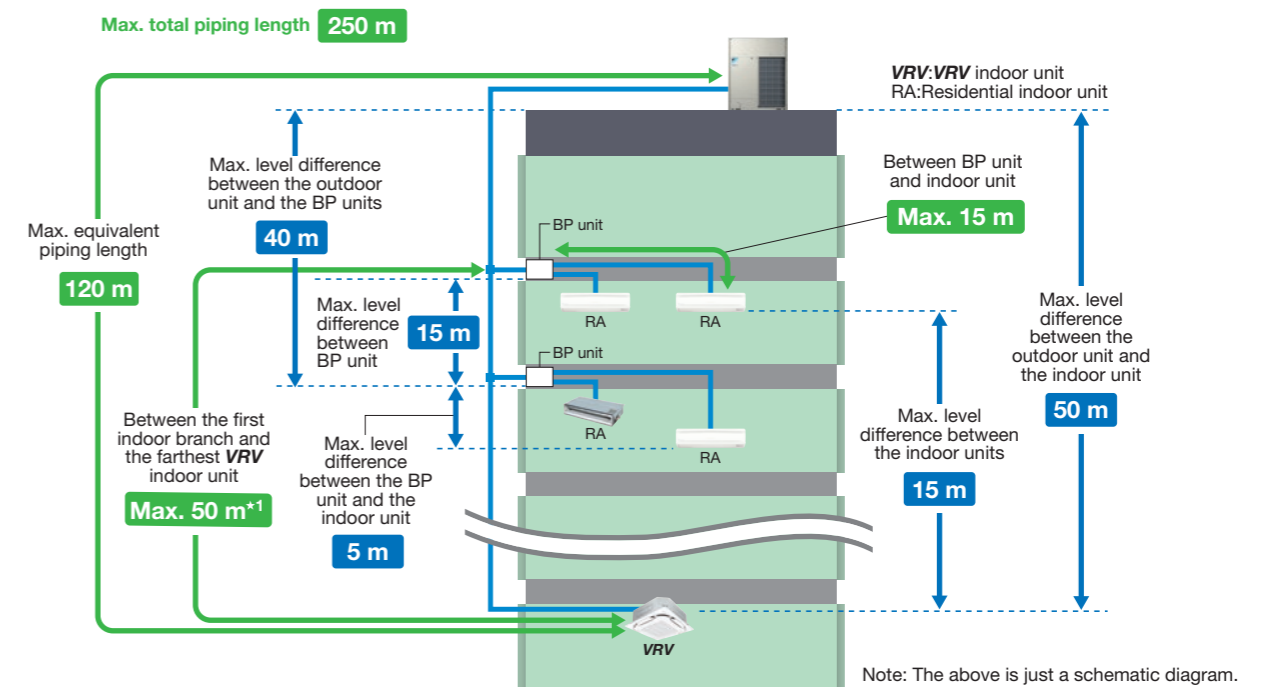 Max. total piping length 250 m
VRV:VRV indoor unit
RA:Residential indoor unit
Max. level difference
between the outdoor
unit and the BP units
40 m
Between BP unit
and indoor unit
Max. 15 m
Max. equivalent
piping length
120 m
BP unit
Max. level
difference
between
BP unit
15 m
RA
RA
BP unit
Max. level
difference
between the
outdoor unit and
the indoor unit
50 m
Between the first
indoor branch and
the farthest VRV
indoor unit
Max. 50 m*1
Max. level
difference
between the BP
unit and the
indoor unit
5 m
RA
RA
Max. level
difference between
the indoor units
15 m
VRV
Note: The above is just a schematic diagram.